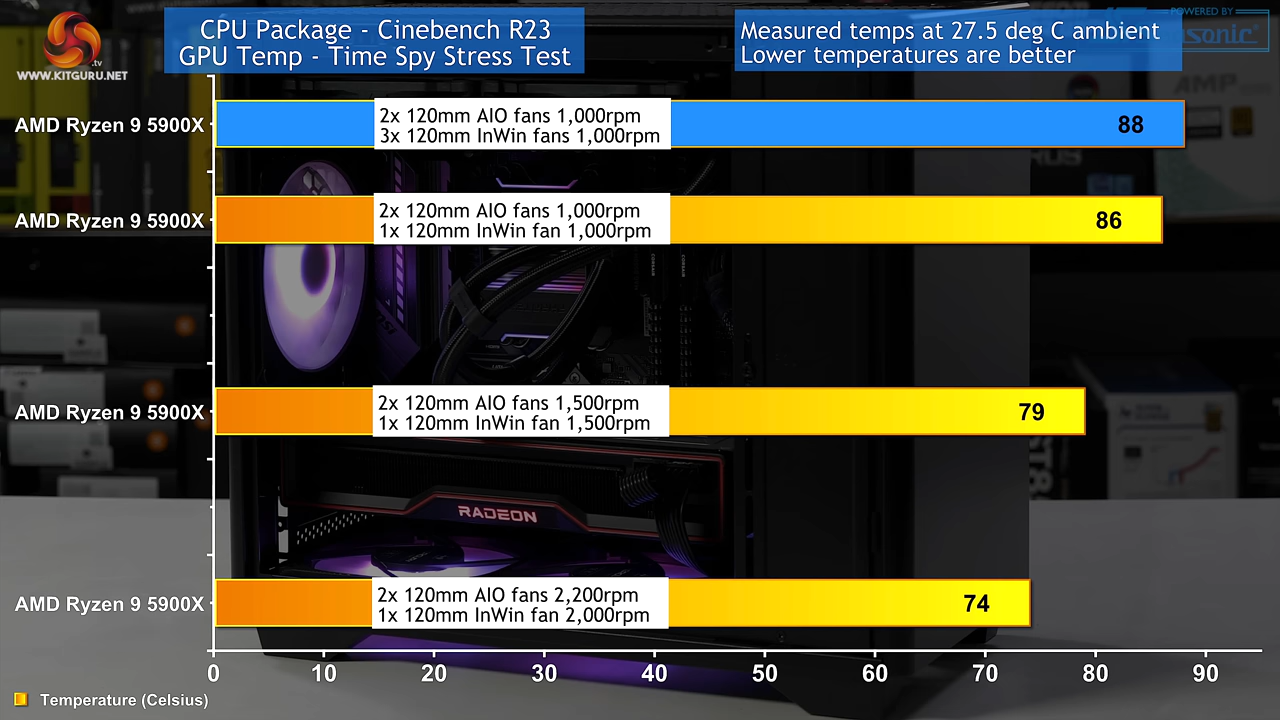 CPU Package - Cinebench R23
GPU Temp - Time Spy Stress Test
Measured temps at 27.5 deg C ambient
Lower temperatures are better
POWERED BY
.tv
WWW.KITGURU.NET
AMD Ryzen 9 5900X
2x 120mm AIO fans 1,000rpm
3x 120mm InWin fans 1,000rpm
88
AMD Ryzen 9 5900X
2x 120mm AIO fans 1,000rpm
1x 120mm InWin fan 1,000rpm
86
AMD Ryzen 9 5900X
2x 120mm AIO fans 1,500rpm
1x 120mm InWin fan 1,500rpm
79
RADEON
AMD Ryzen 9 5900X
2x 120mm AIO fans 2,200rpm
1x 120mm InWin fan 2,000rpm
74
0 10 20 30 40 50 60 70 80 90
Temperature (Celsius)